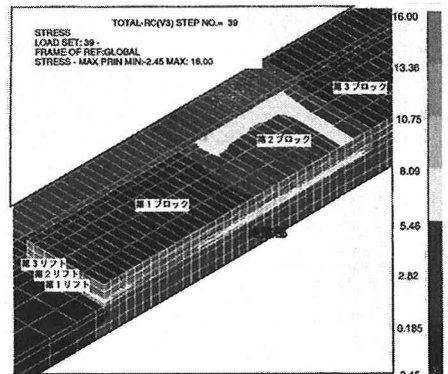 TOTAL-RC(V3) STEP NO.= 39
STRESS
LOAD SET: 39 -
FRAME OF REF:GLOBAL
STRESS - MAX PRIN MIN:-2.45 MAX: 16.00
16.00
13.36
10.75
8.09
5.46
2.82
0.185
-2.45
第3ブロック
第2ブロック
第1ブロック
第3リフト
第2リフト
第1リフト